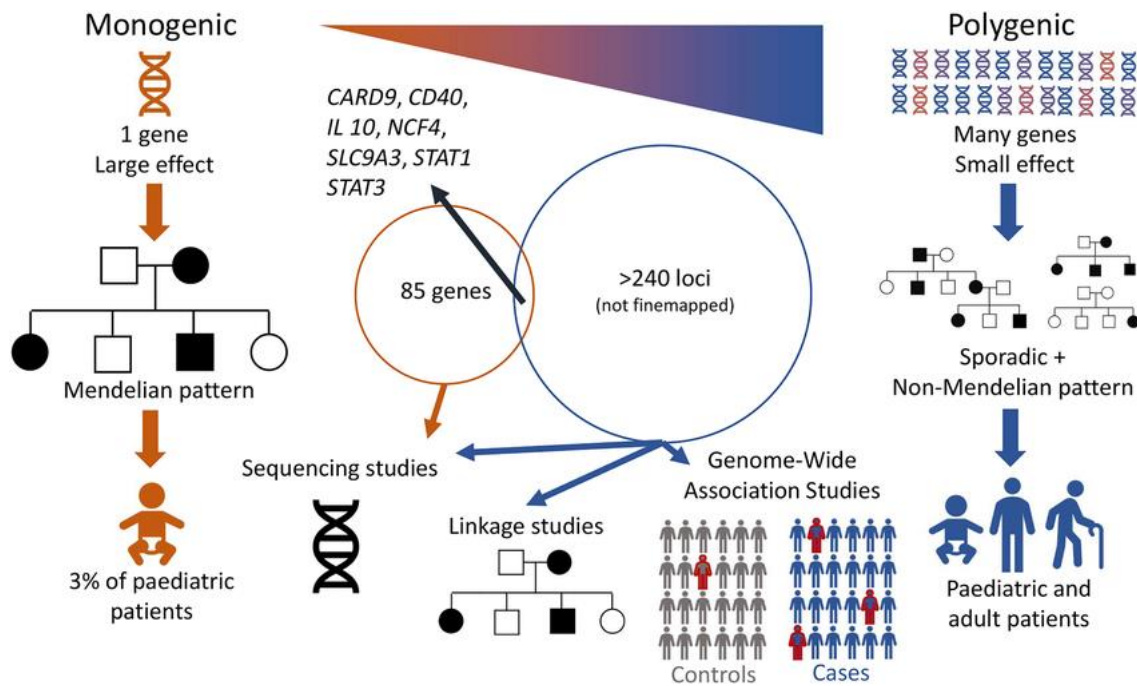 Monogenic
1 gene
Large effect
Mendelian pattern
3% of paediatric
patients
CARD9, CD40,
IL 10, NCF4,
SLC9A3, STAT1
STAT3
85 genes
>240 loci
(not finemapped)
Sequencing studies
Linkage studies
Genome-Wide
Association Studies
Controls
Cases
Polygenic
Many genes
Small effect
Sporadic +
Non-Mendelian pattern
Paediatric and
adult patients